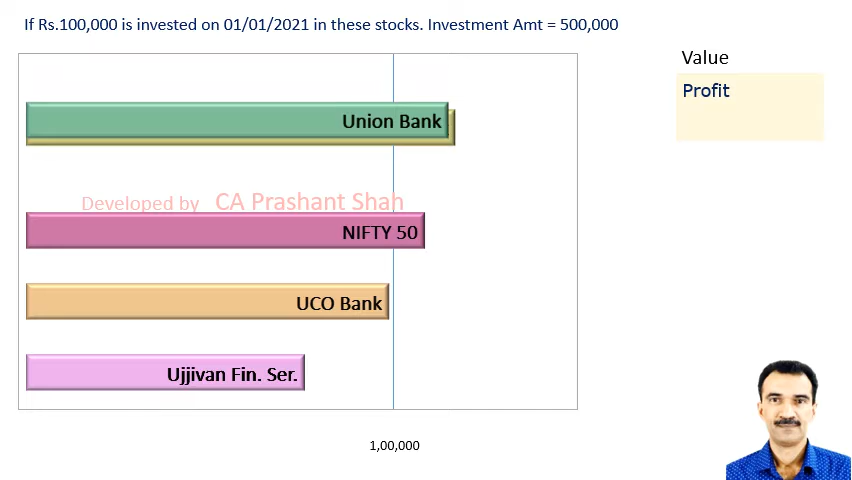 If Rs.100,000 is invested on 01/01/2021 in these stocks. Investment Amt = 500,000
Value
Profit
Union Bank
Developed by CA Prashant Shah
NIFTY 50
UCO Bank
Ujjivan Fin. Ser.
1,00,000